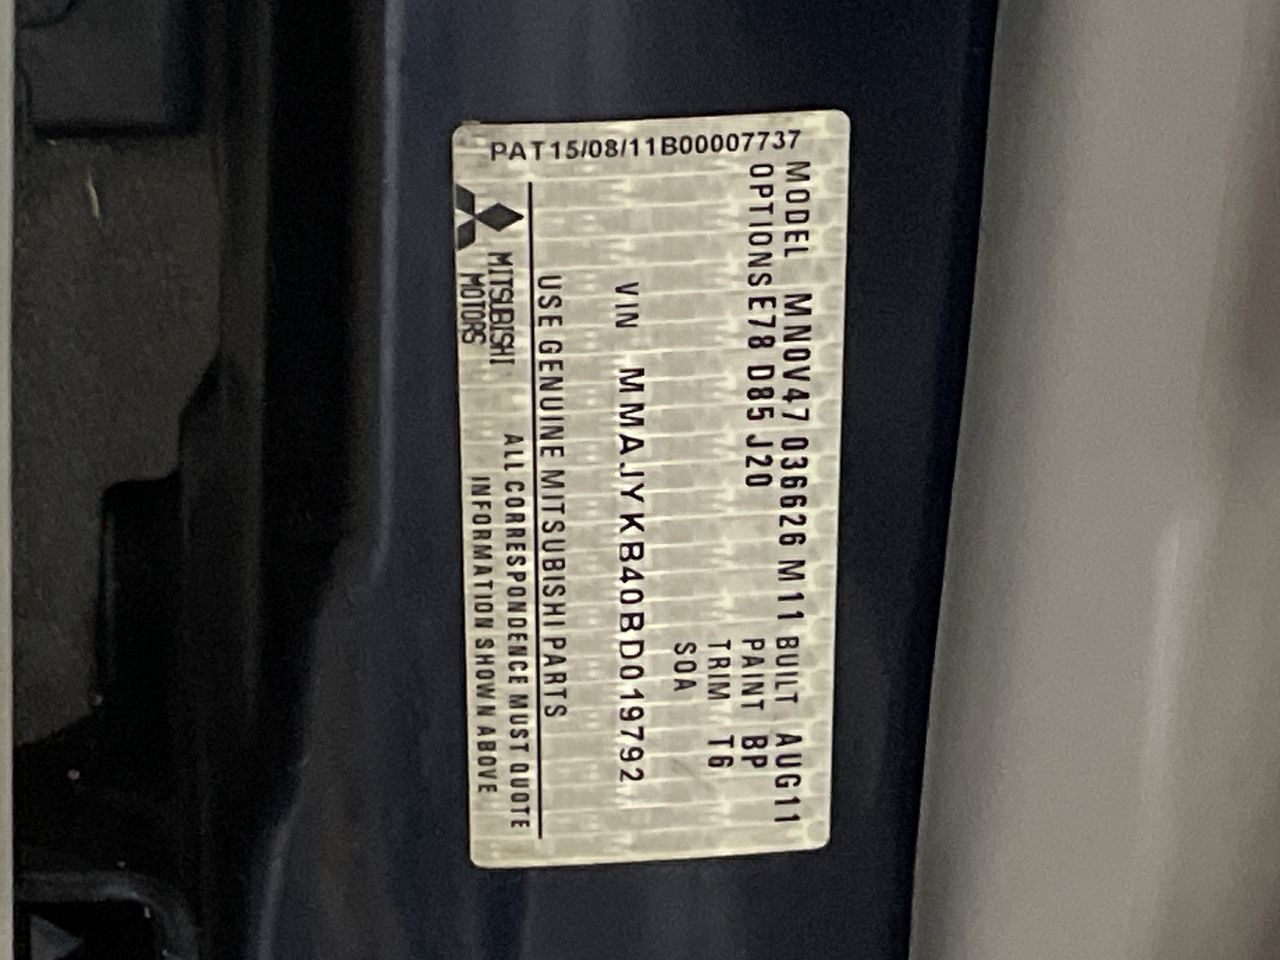 PAT15/08/11B00007737
MODEL MN0V47 036626 M11 BUILT AUG11
OPTIONS E78 D85 J20 PAINT BP
TRIM T6
SOA
VIN MMAJYKB40BD019792
USE GENUINE MITSUBISHI PARTS
MITSUBISHI
MOTORS
ALL CORRESPONDENCE MUST QUOTE
INFORMATION SHOWN ABOVE